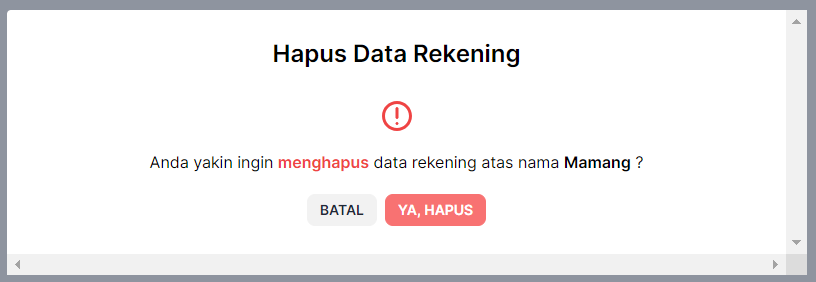 Hapus Data Rekening
Anda yakin ingin menghapus data rekening atas nama Mamang ?
BATAL
YA, HAPUS